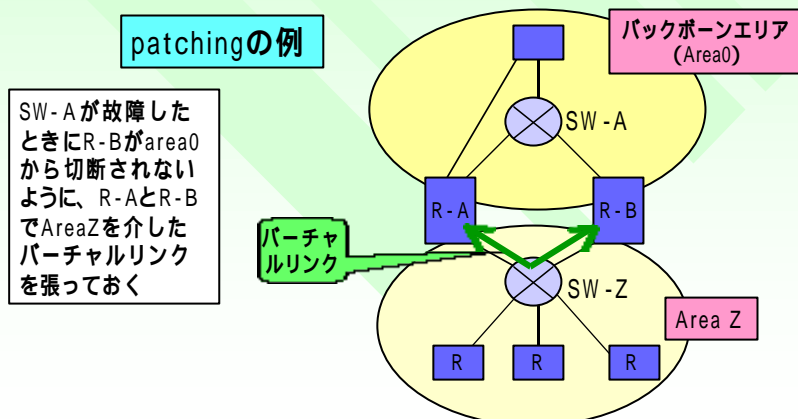 patchingの例
バックボーンエリア
(Area0)
SW-Aが故障した
ときにR-Bがarea0
から切断されない
ように、R-AとR-B
でAreaZを介した
バーチャルリンク
を張っておく
SW-A
R-A
R-B
バーチャ
ルリンク
SW-Z
Area Z
R
R
R